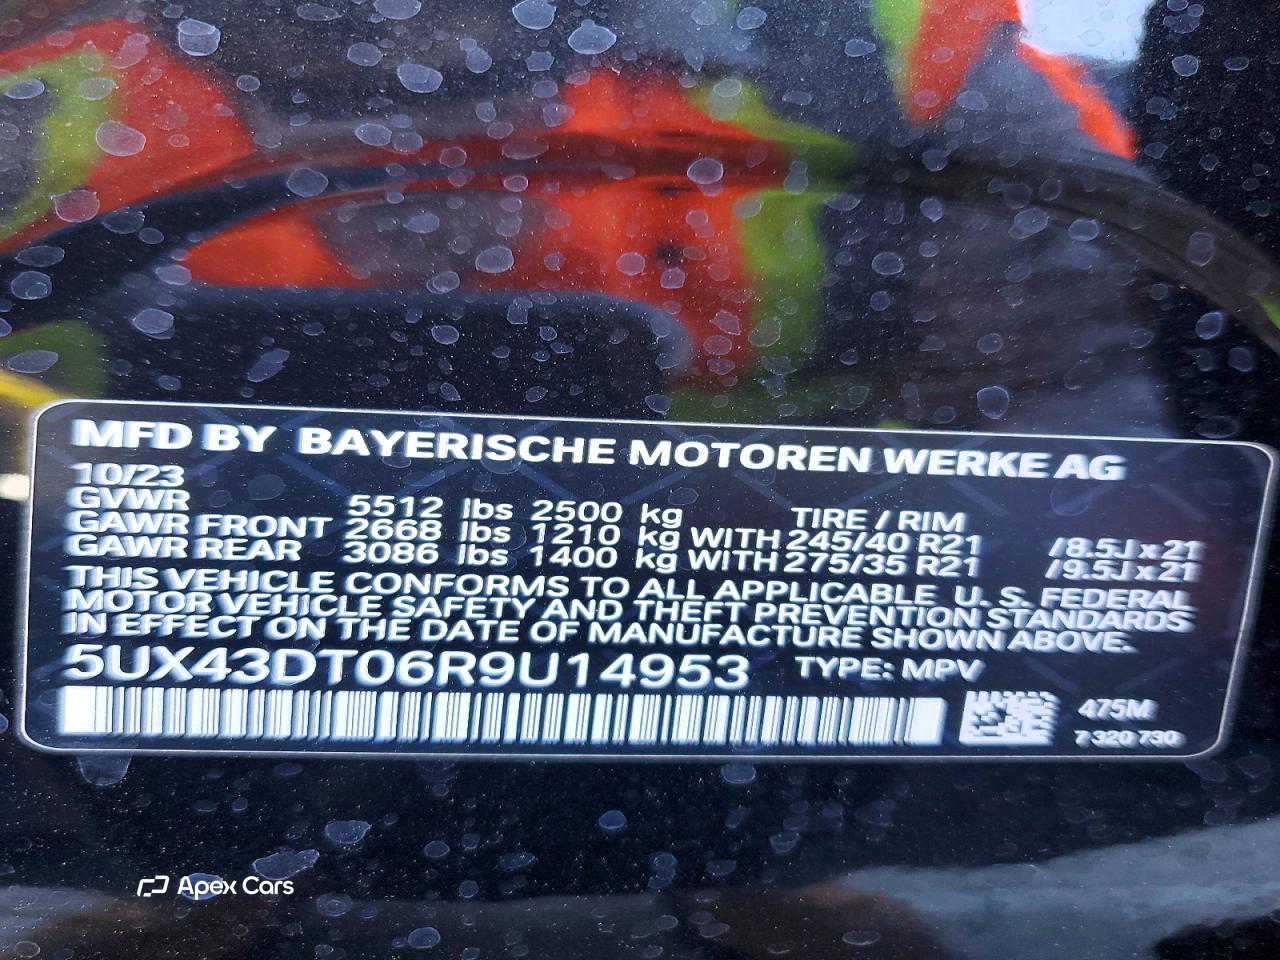 MFD BY BAYERISCHE MOTOREN WERKE AG
10/23
GVWR 5512 lbs 2500 kg TIRE / RIM
GAWR FRONT 2668 lbs 1210 kg WITH 245/40 R21 /8.5J x 21
GAWR REAR 3086 lbs 1400 kg WITH 275/35 R21 /9.5J x 21
THIS VEHICLE CONFORMS TO ALL APPLICABLE U. S. FEDERAL
MOTOR VEHICLE SAFETY AND THEFT PREVENTION STANDARDS
IN EFFECT ON THE DATE OF MANUFACTURE SHOWN ABOVE.
5UX43DT06R9U14953 TYPE: MPV
475M
7 320 730
Apex Cars